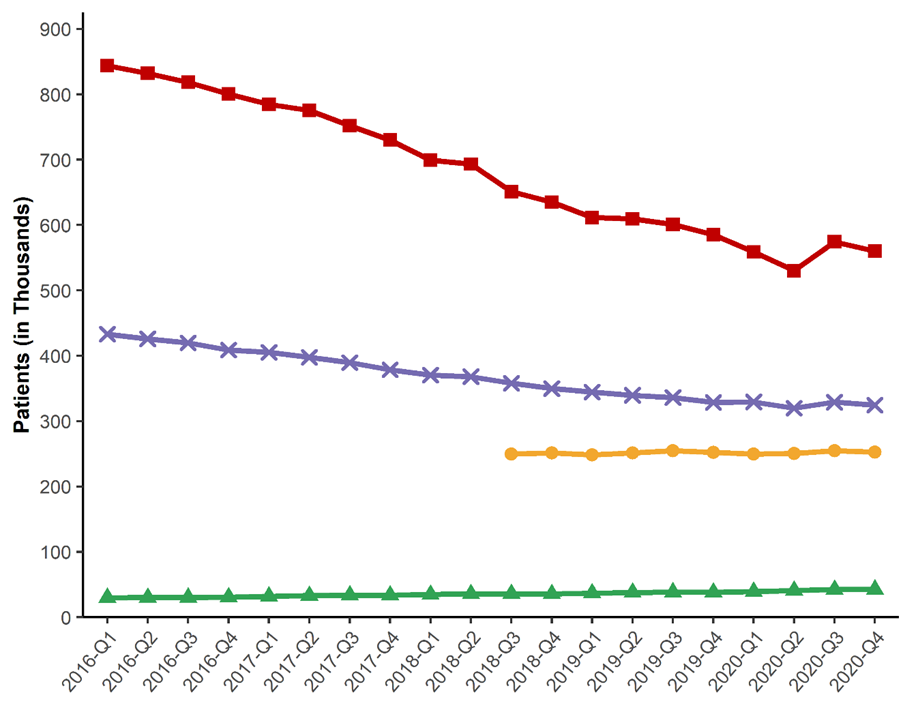 900
800
700
600
500
400
300
200
100
0
Patients (in Thousands)
2016-Q1
2016-Q2
2016-Q3
2016-Q4
2017-Q1
2017-Q2
2017-Q3
2017-Q4
2018-Q1
2018-Q2
2018-Q3
2018-Q4
2019-Q1
2019-Q2
2019-Q3
2019-Q4
2020-Q1
2020-Q2
2020-Q3
2020-Q4